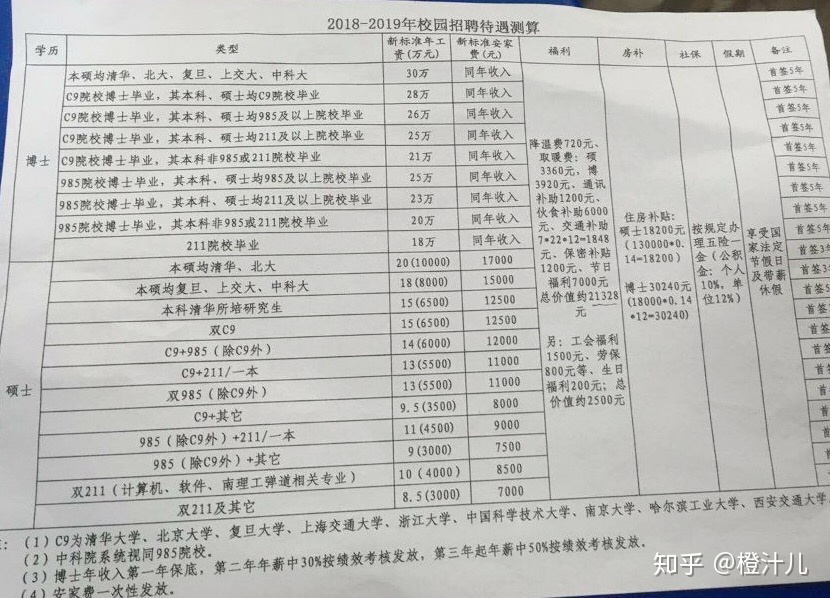 2018-2019年校园招聘待遇测算
学历 类型 新标准年工资(万元) 新标准安家费(元) 福利 房补 社保 假期 备注
博士
本硕均清华、北大、复旦、上交大、中科大 30万 同年收入 首签5年
C9院校博士毕业，其本科、硕士均C9院校毕业 28万 同年收入 首签5年
C9院校博士毕业，其本科、硕士均985及以上院校毕业 26万 同年收入 首签5年
C9院校博士毕业，其本科、硕士均211及以上院校毕业 25万 同年收入 首签5年
C9院校博士毕业，其本科非985或211院校毕业 21万 同年收入 首签5年
985院校博士毕业，其本科、硕士均985及以上院校毕业 25万 同年收入 首签5年
985院校博士毕业，其本科、硕士均211及以上院校毕业 23万 同年收入 首签5年
985院校博士毕业，其本科非985或211院校毕业 20万 同年收入 首签5年
211院校毕业 18万 同年收入 首签5年
硕士
本硕均清华、北大 20(10000) 17000 首签3年
本硕均复旦、上交大、中科大 18(8000) 15000 首签3年
本科清华所培研究生 15(6500) 12500 首签
双C9 15(6500) 12500 首签
C9+985（除C9外） 14(6000) 12000 首签
C9+211/一本 13(5500) 11000 首签
双985（除C9外） 13(5500) 11000 首签
C9+其它 9.5(3500) 8000 首
985（除C9外）+211/一本 11(4500) 9000 首
985（除C9外）+其它 9(3000) 7500
双211（计算机、软件、南理工弹道相关专业） 10（4000） 8500
双211及其它 8.5(3000) 7000
降温费720元、
取暖费：硕
3360元，博
3920元、通讯
补助1200元、
伙食补助6000
元、交通补助
7*22*12=1848
元、保密补贴
1200元、节日
福利7000元
总价值约21328
元
另：工会福利
1500元、劳保
800元等、生日
福利200元；总
价值约2500元
住房补贴：
硕士18200元
(130000*0.
14=18200)
博士30240元
(18000*0.14
*12=30240)
按规定办
理五险一
金（公积
金：个人
10%，单
位12%）
享受国
家法定
节假日
及带薪
休假
（1）C9为清华大学、北京大学、复旦大学、上海交通大学、浙江大学、中国科学技术大学、南京大学、哈尔滨工业大学、西安交通大学
（2）中科院系统视同985院校。
（3）博士年收入第一年保底，第二年年薪中30%按绩效考核发放，第三年起年薪中50%按绩效考核发放。
（4）安家费一次性发放。
知乎 @橙汁儿